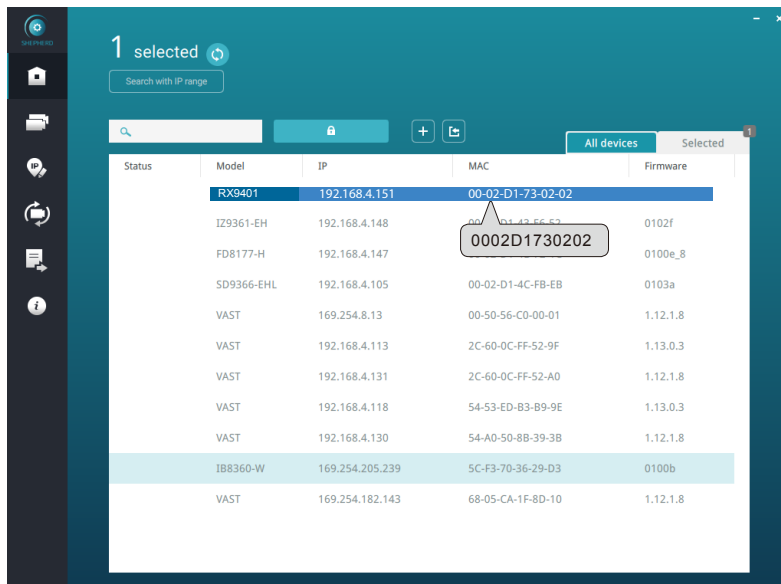 SHEPHERD
1 selected
Search with IP range
All devices
Selected
1
Status Model IP MAC Firmware
RX9401 192.168.4.151 00-02-D1-73-02-02
IZ9361-EH 192.168.4.148 0102f
0002D1730202
FD8177-H 192.168.4.147 0100e_8
SD9366-EHL 192.168.4.105 00-02-D1-4C-FB-EB 0103a
VAST 169.254.8.13 00-50-56-C0-00-01 1.12.1.8
VAST 192.168.4.113 2C-60-0C-FF-52-9F 1.13.0.3
VAST 192.168.4.131 2C-60-0C-FF-52-A0 1.12.1.8
VAST 192.168.4.118 54-53-ED-B3-B9-9E 1.13.0.3
VAST 192.168.4.130 54-A0-50-8B-39-3B 1.12.1.8
IB8360-W 169.254.205.239 5C-F3-70-36-29-D3 0100b
VAST 169.254.182.143 68-05-CA-1F-8D-10 1.12.1.8
IP